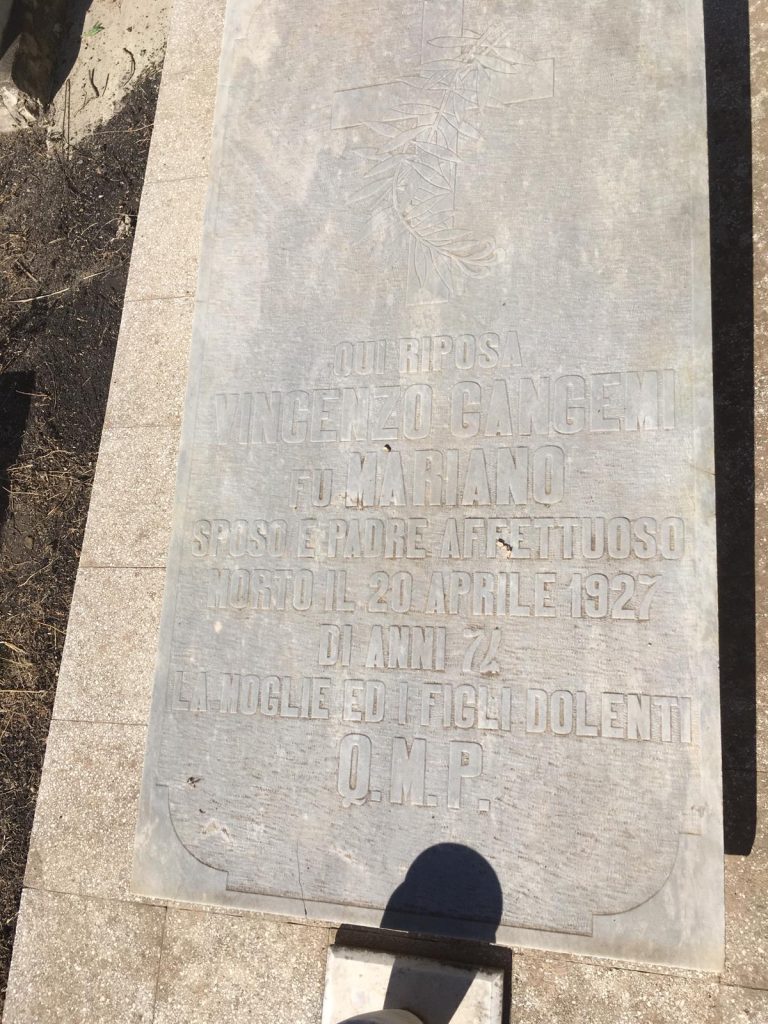 QUI RIPOSA
VINCENZO CANGEMI
FU MARIANO
SPOSO E PADRE AFFETTUOSO
MORTO IL 20 APRILE 1927
DI ANNI 74
LA MOGLIE ED I FIGLI DOLENTI
Q.M.P.